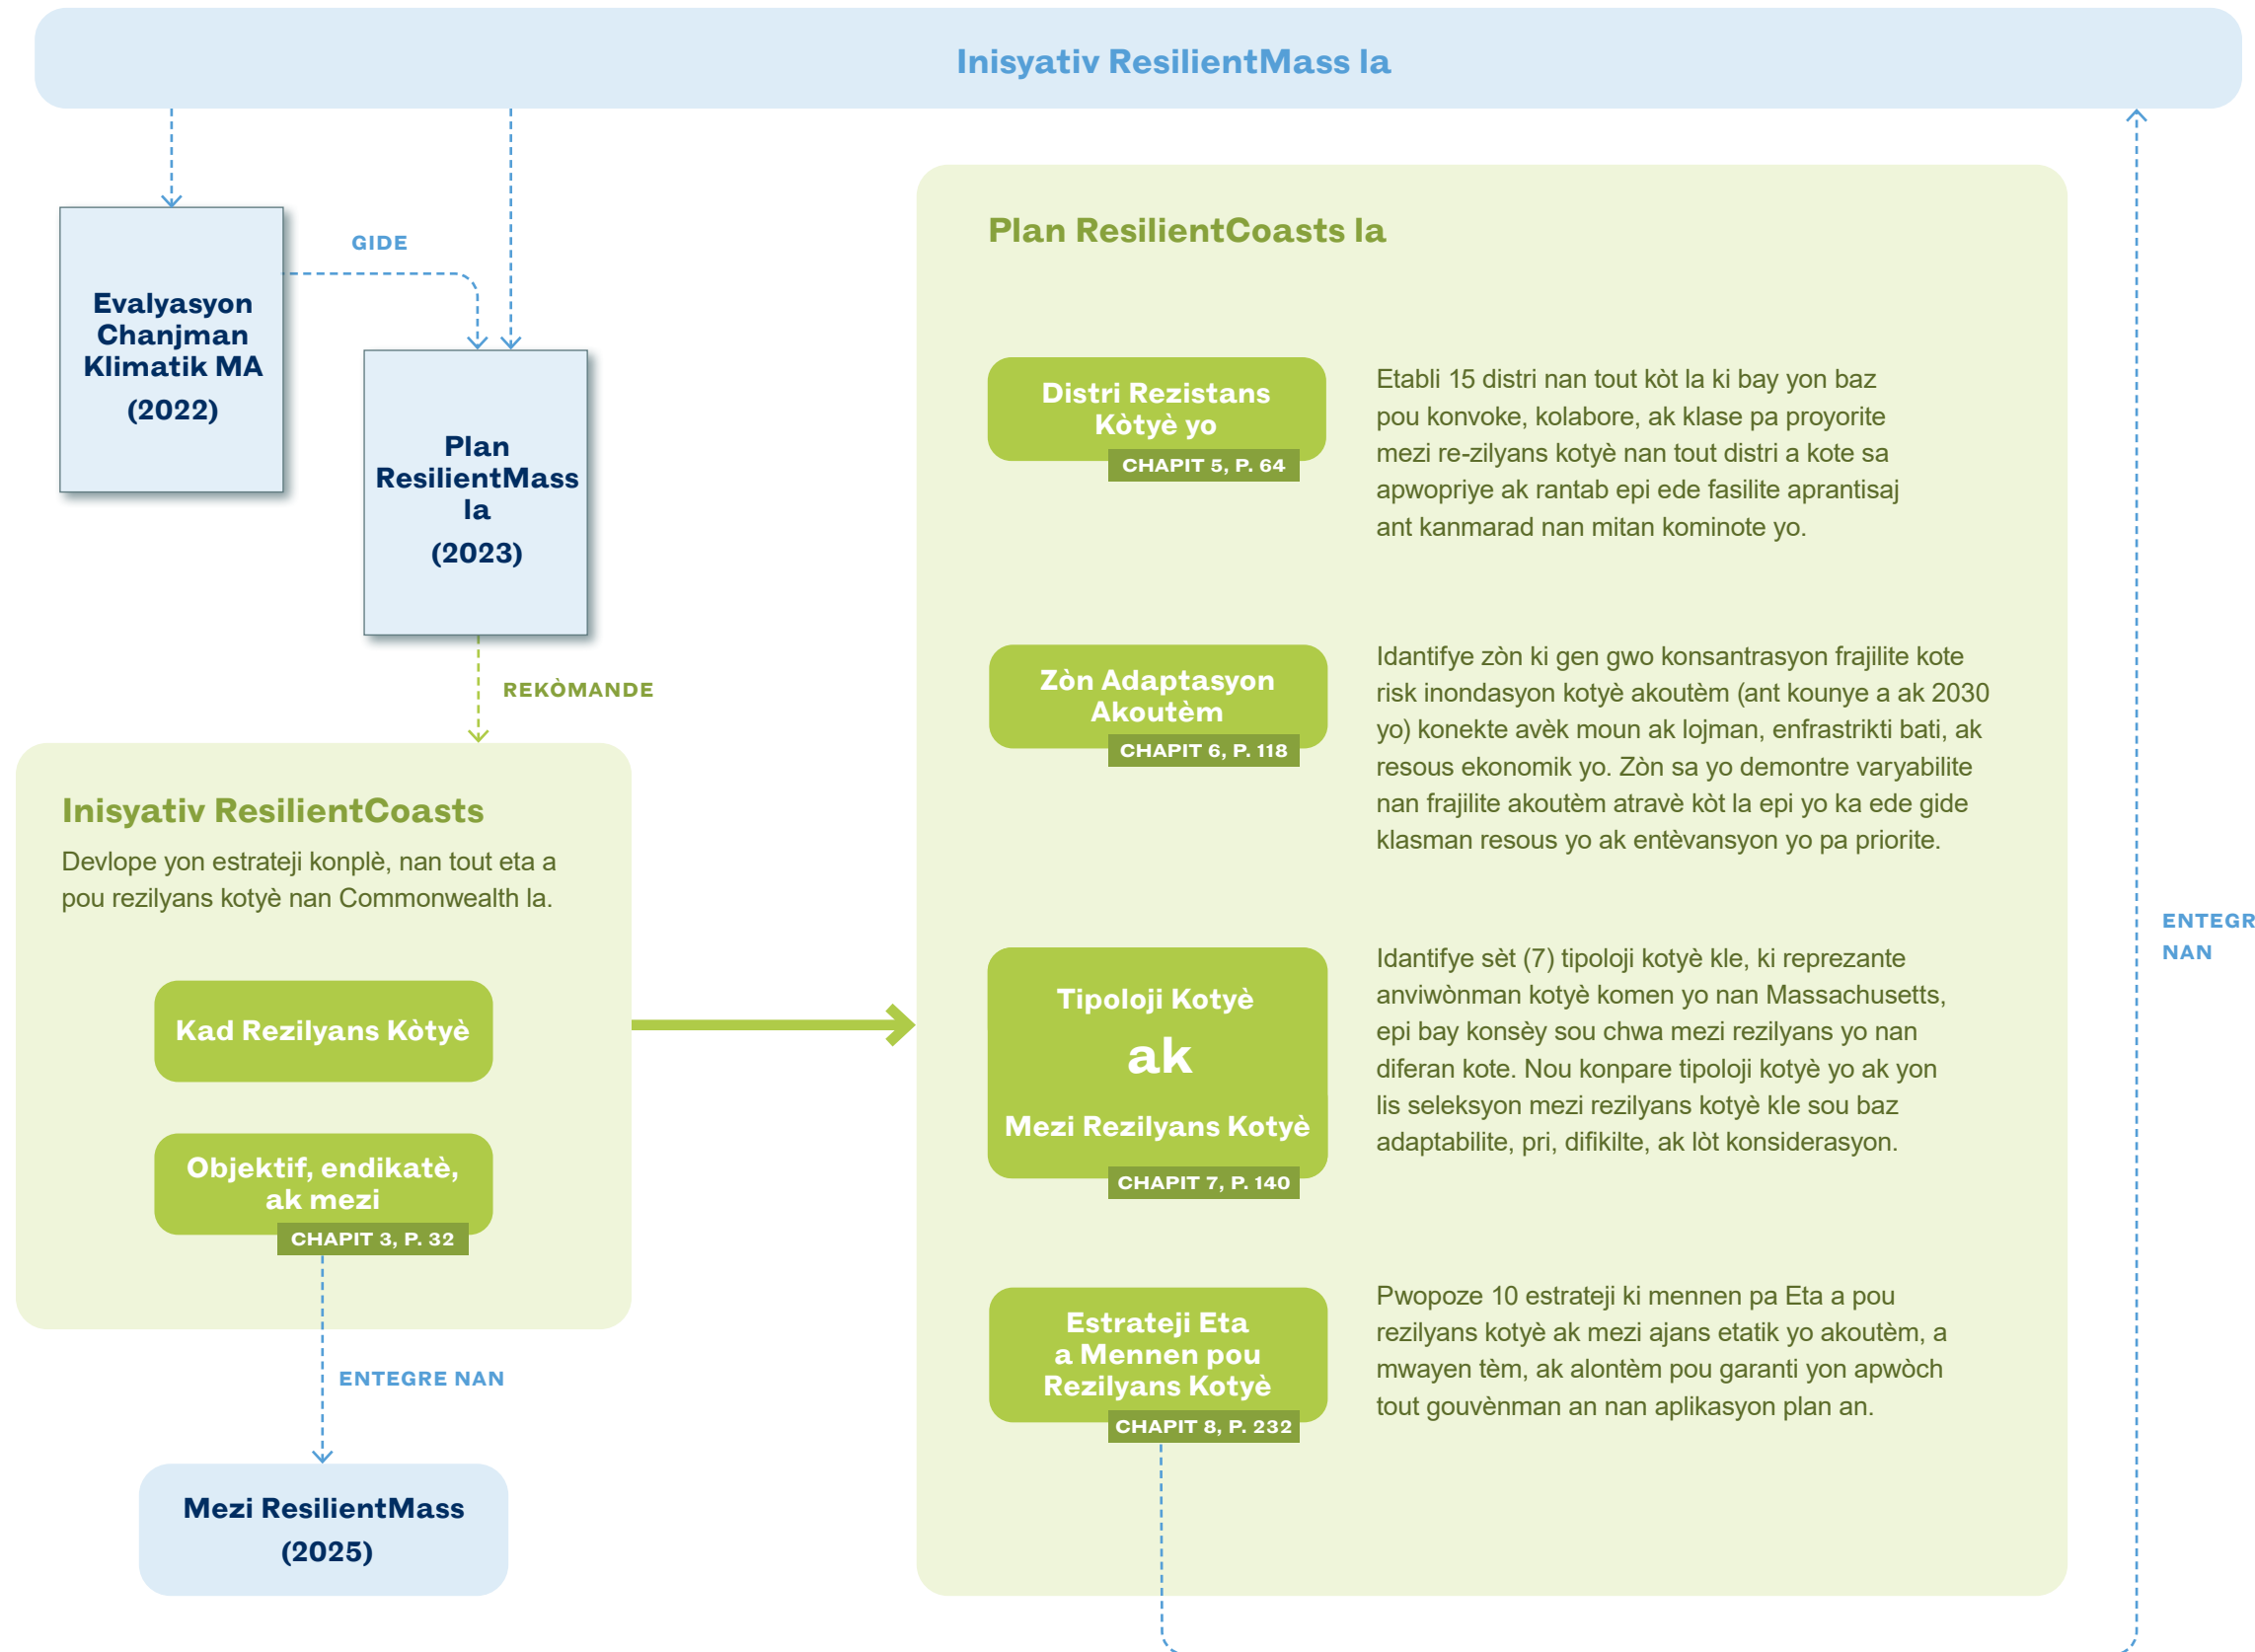 Inisyativ ResilientMass la
GIDE
Evalyasyon
Chanjman
Klimatik MA
(2022)
Plan
ResilientMass
la
(2023)
REKÒMANDE
Inisyativ ResilientCoasts
Devlope yon estrateji konplè, nan tout eta a
pou rezilyans kotyè nan Commonwealth la.
Kad Rezilyans Kòtyè
Objektif, endikatè,
ak mezi
CHAPIT 3, P. 32
ENTEGRE NAN
Mezi ResilientMass
(2025)
Plan ResilientCoasts la
Distri Rezistans
Kòtyè yo
CHAPIT 5, P. 64
Etabli 15 distri nan tout kòt la ki bay yon baz
pou konvoke, kolabore, ak klase pa proyorite
mezi re-zilyans kotyè nan tout distri a kote sa
apwopriye ak rantab epi ede fasilite aprantisaj
ant kanmarad nan mitan kominote yo.
Zòn Adaptasyon
Akoutèm
CHAPIT 6, P. 118
Idantifye zòn ki gen gwo konsantrasyon frajilite kote
risk inondasyon kotyè akoutèm (ant kounye a ak 2030
yo) konekte avèk moun ak lojman, enfrastrikti bati, ak
resous ekonomik yo. Zòn sa yo demontre varyabilite
nan frajilite akoutèm atravè kòt la epi yo ka ede gide
klasman resous yo ak entèvansyon yo pa priorite.
Tipoloji Kotyè
ak
Mezi Rezilyans Kotyè
CHAPIT 7, P. 140
Idantifye sèt (7) tipoloji kotyè kle, ki reprezante
anviwònman kotyè komen yo nan Massachusetts,
epi bay konsèy sou chwa mezi rezilyans yo nan
diferan kote. Nou konpare tipoloji kotyè yo ak yon
lis seleksyon mezi rezilyans kotyè kle sou baz
adaptabilite, pri, difikilte, ak lòt konsiderasyon.
Estrateji Eta
a Mennen pou
Rezilyans Kotyè
CHAPIT 8, P. 232
Pwopoze 10 estrateji ki mennen pa Eta a pou
rezilyans kotyè ak mezi ajans etatik yo akoutèm, a
mwayen tèm, ak alontèm pou garanti yon apwòch
tout gouvènman an nan aplikasyon plan an.
ENTEGR
NAN